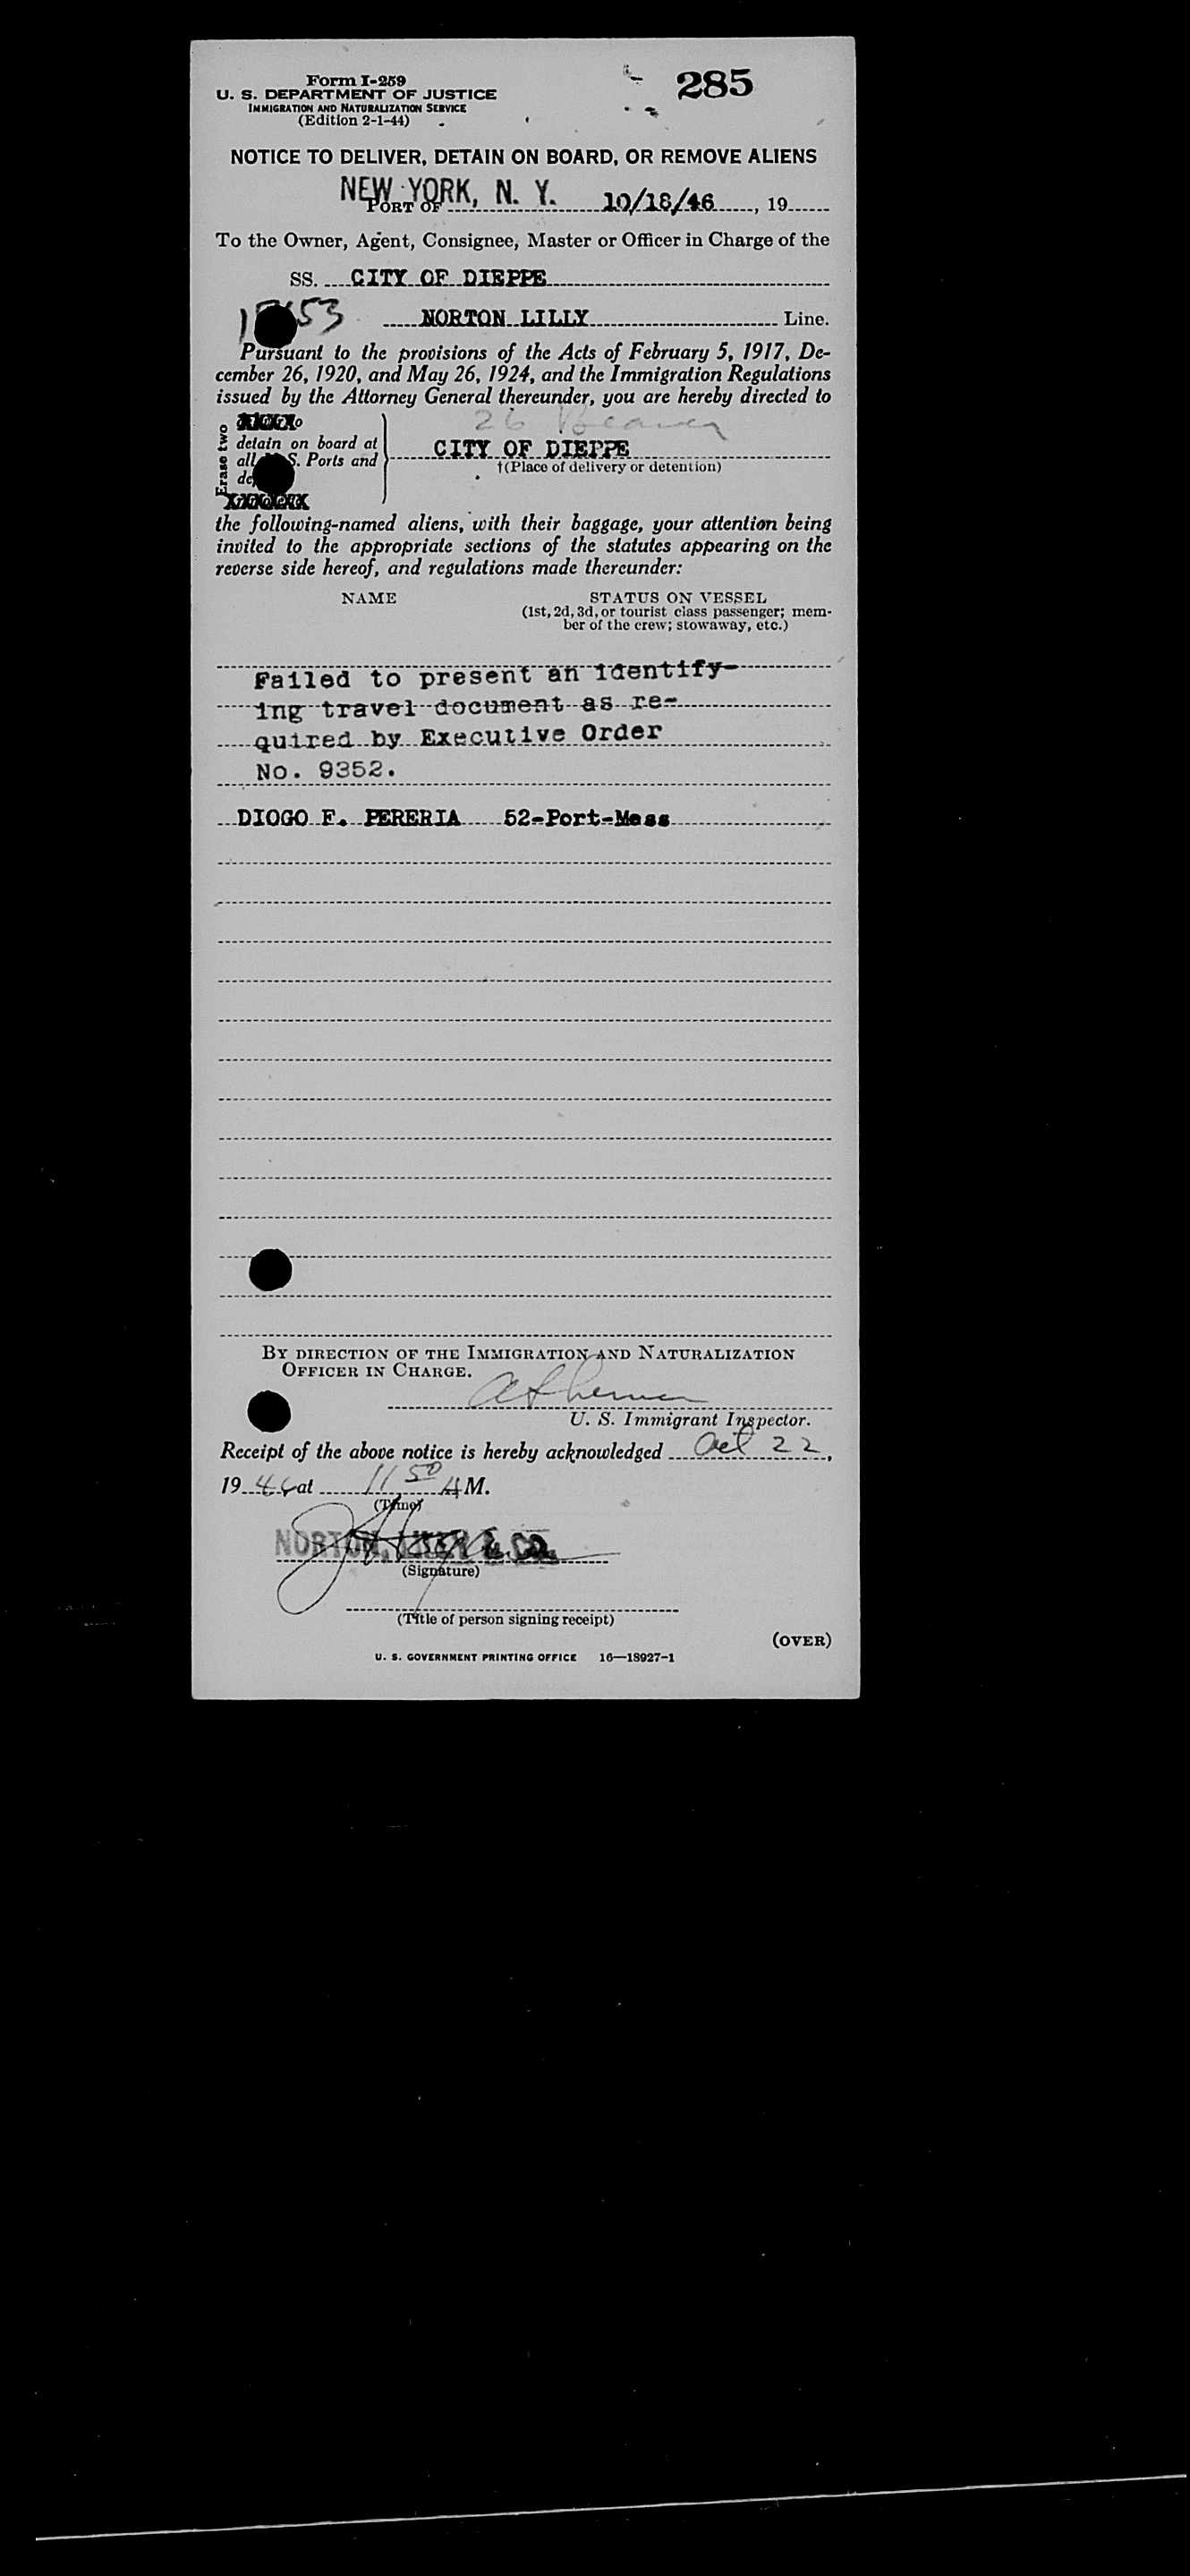 Form I-259
285
U. S. DEPARTMENT OF JUSTICE
IMMIGRATION AND NATURALIZATION SERVICE
(Edition 2-1-44)
NOTICE TO DELIVER, DETAIN ON BOARD, OR REMOVE ALIENS
NEW YORK, N. Y.
PORT OF 10/18/46, 19
To the Owner, Agent, Consignee, Master or Officer in Charge of the
SS. CITY OF DIEPPE
53 NORTON LILLY Line.
Pursuant to the provisions of the Acts of February 5, 1917, De-
cember 26, 1920, and May 26, 1924, and the Immigration Regulations
issued by the Attorney General thereunder, you are hereby directed to
26 Beaver
Erase two
detain on board at
all S. Ports and
CITY OF DIEPPE
†(Place of delivery or detention)
the following-named aliens, with their baggage, your attention being
invited to the appropriate sections of the statutes appearing on the
reverse side hereof, and regulations made thereunder:
NAME STATUS ON VESSEL
(1st, 2d, 3d, or tourist class passenger; mem-
ber of the crew; stowaway, etc.)
Failed to present an identify-
ing travel document as re-
quired by Executive Order
No. 9352.
DIOGO F. PERERIA 52-Port-Mess
BY DIRECTION OF THE IMMIGRATION AND NATURALIZATION
OFFICER IN CHARGE.
U. S. Immigrant Inspector.
Receipt of the above notice is hereby acknowledged Oct 22,
1946 at 11 50 A M.
(Time)
NORTON, LILLY & CO.
(Signature)
(Title of person signing receipt)
(OVER)
U. S. GOVERNMENT PRINTING OFFICE 16—18927-1